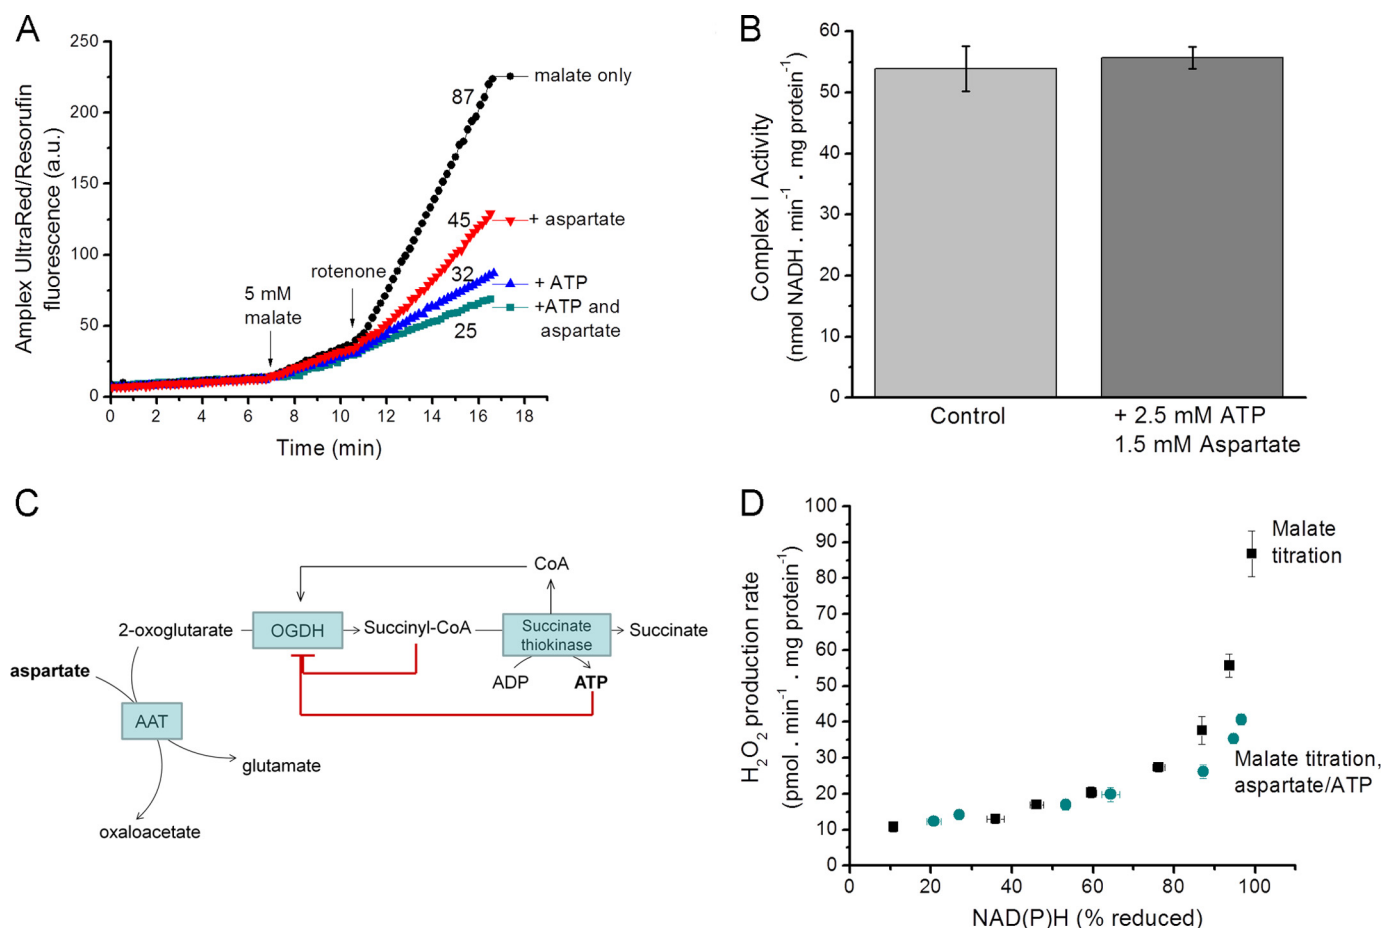 A
250
200
150
100
50
0
0 2 4 6 8 10 12 14 16 18
Time (min)
Amplex UltraRed/Resorufin
fluorescence (a.u.)
5 mM
malate
rotenone
87
45
32
25
malate only
+ aspartate
+ ATP
+ATP and
aspartate
B
60
50
40
30
20
10
0
Complex I Activity
(nmol NADH . min⁻¹ . mg protein⁻¹)
Control
+ 2.5 mM ATP
1.5 mM Aspartate
C
CoA
2-oxoglutarate
OGDH
Succinyl-CoA
Succinate
thiokinase
Succinate
aspartate
ADP
ATP
AAT
glutamate
oxaloacetate
D
100
90
80
70
60
50
40
30
20
10
0
0 20 40 60 80 100
NAD(P)H (% reduced)
H₂O₂ production rate
(pmol . min⁻¹ . mg protein⁻¹)
Malate
titration
Malate titration,
aspartate/ATP